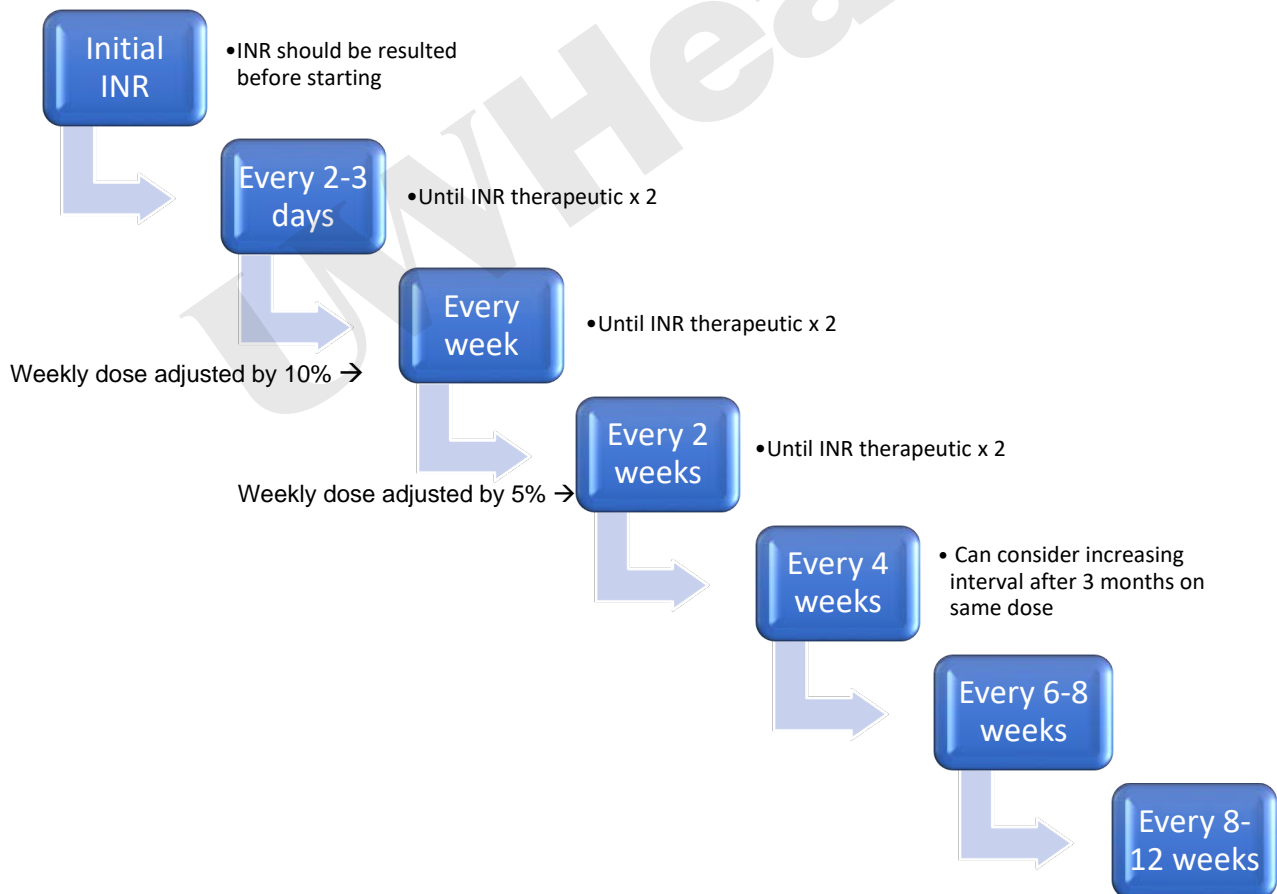 Initial
INR
•INR should be resulted
before starting
Every 2-3
days
•Until INR therapeutic x 2
Every
week
•Until INR therapeutic x 2
Weekly dose adjusted by 10% →
Every 2
weeks
•Until INR therapeutic x 2
Weekly dose adjusted by 5% →
Every 4
weeks
• Can consider increasing
interval after 3 months on
same dose
Every 6-8
weeks
Every 8-
12 weeks
UWHea